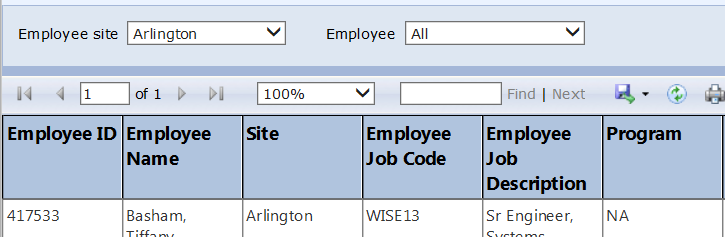 Employee site Arlington Employee All
1 of 1 100% Find | Next
Employee ID Employee Name Site Employee Job Code Employee Job Description Program
417533 Basham, Tiffany Arlington WISE13 Sr Engineer, Systems NA